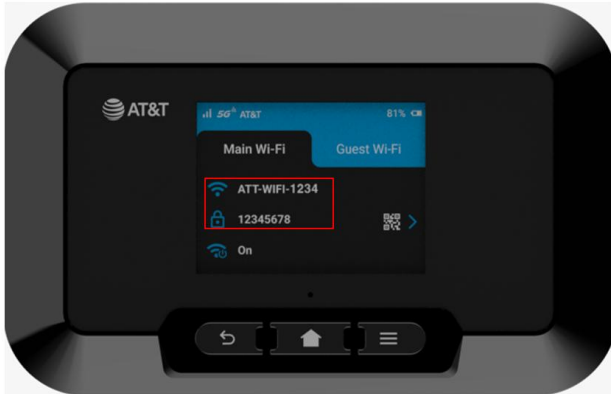 AT&T
5G AT&T 81%
Main Wi-Fi Guest Wi-Fi
ATT-WIFI-1234
12345678
On